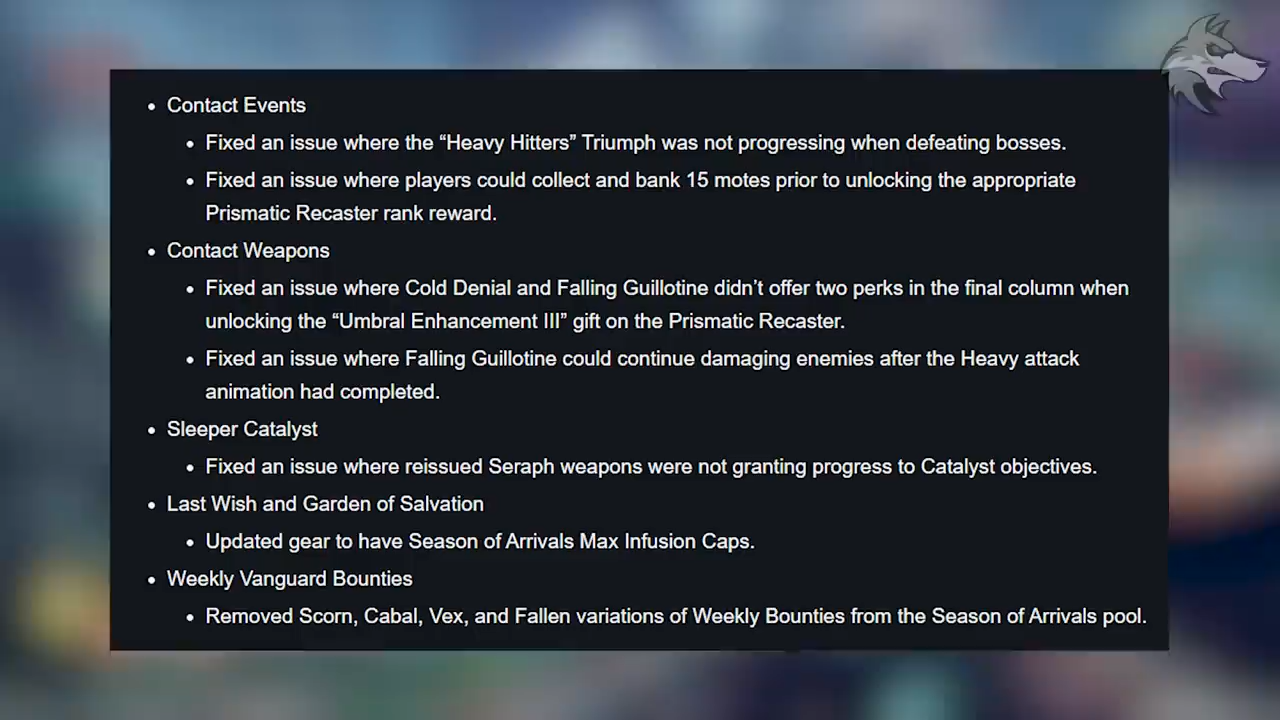 • Contact Events
• Fixed an issue where the “Heavy Hitters” Triumph was not progressing when defeating bosses.
• Fixed an issue where players could collect and bank 15 motes prior to unlocking the appropriate
Prismatic Recaster rank reward.
• Contact Weapons
• Fixed an issue where Cold Denial and Falling Guillotine didn’t offer two perks in the final column when
unlocking the “Umbral Enhancement III” gift on the Prismatic Recaster.
• Fixed an issue where Falling Guillotine could continue damaging enemies after the Heavy attack
animation had completed.
• Sleeper Catalyst
• Fixed an issue where reissued Seraph weapons were not granting progress to Catalyst objectives.
• Last Wish and Garden of Salvation
• Updated gear to have Season of Arrivals Max Infusion Caps.
• Weekly Vanguard Bounties
• Removed Scorn, Cabal, Vex, and Fallen variations of Weekly Bounties from the Season of Arrivals pool.